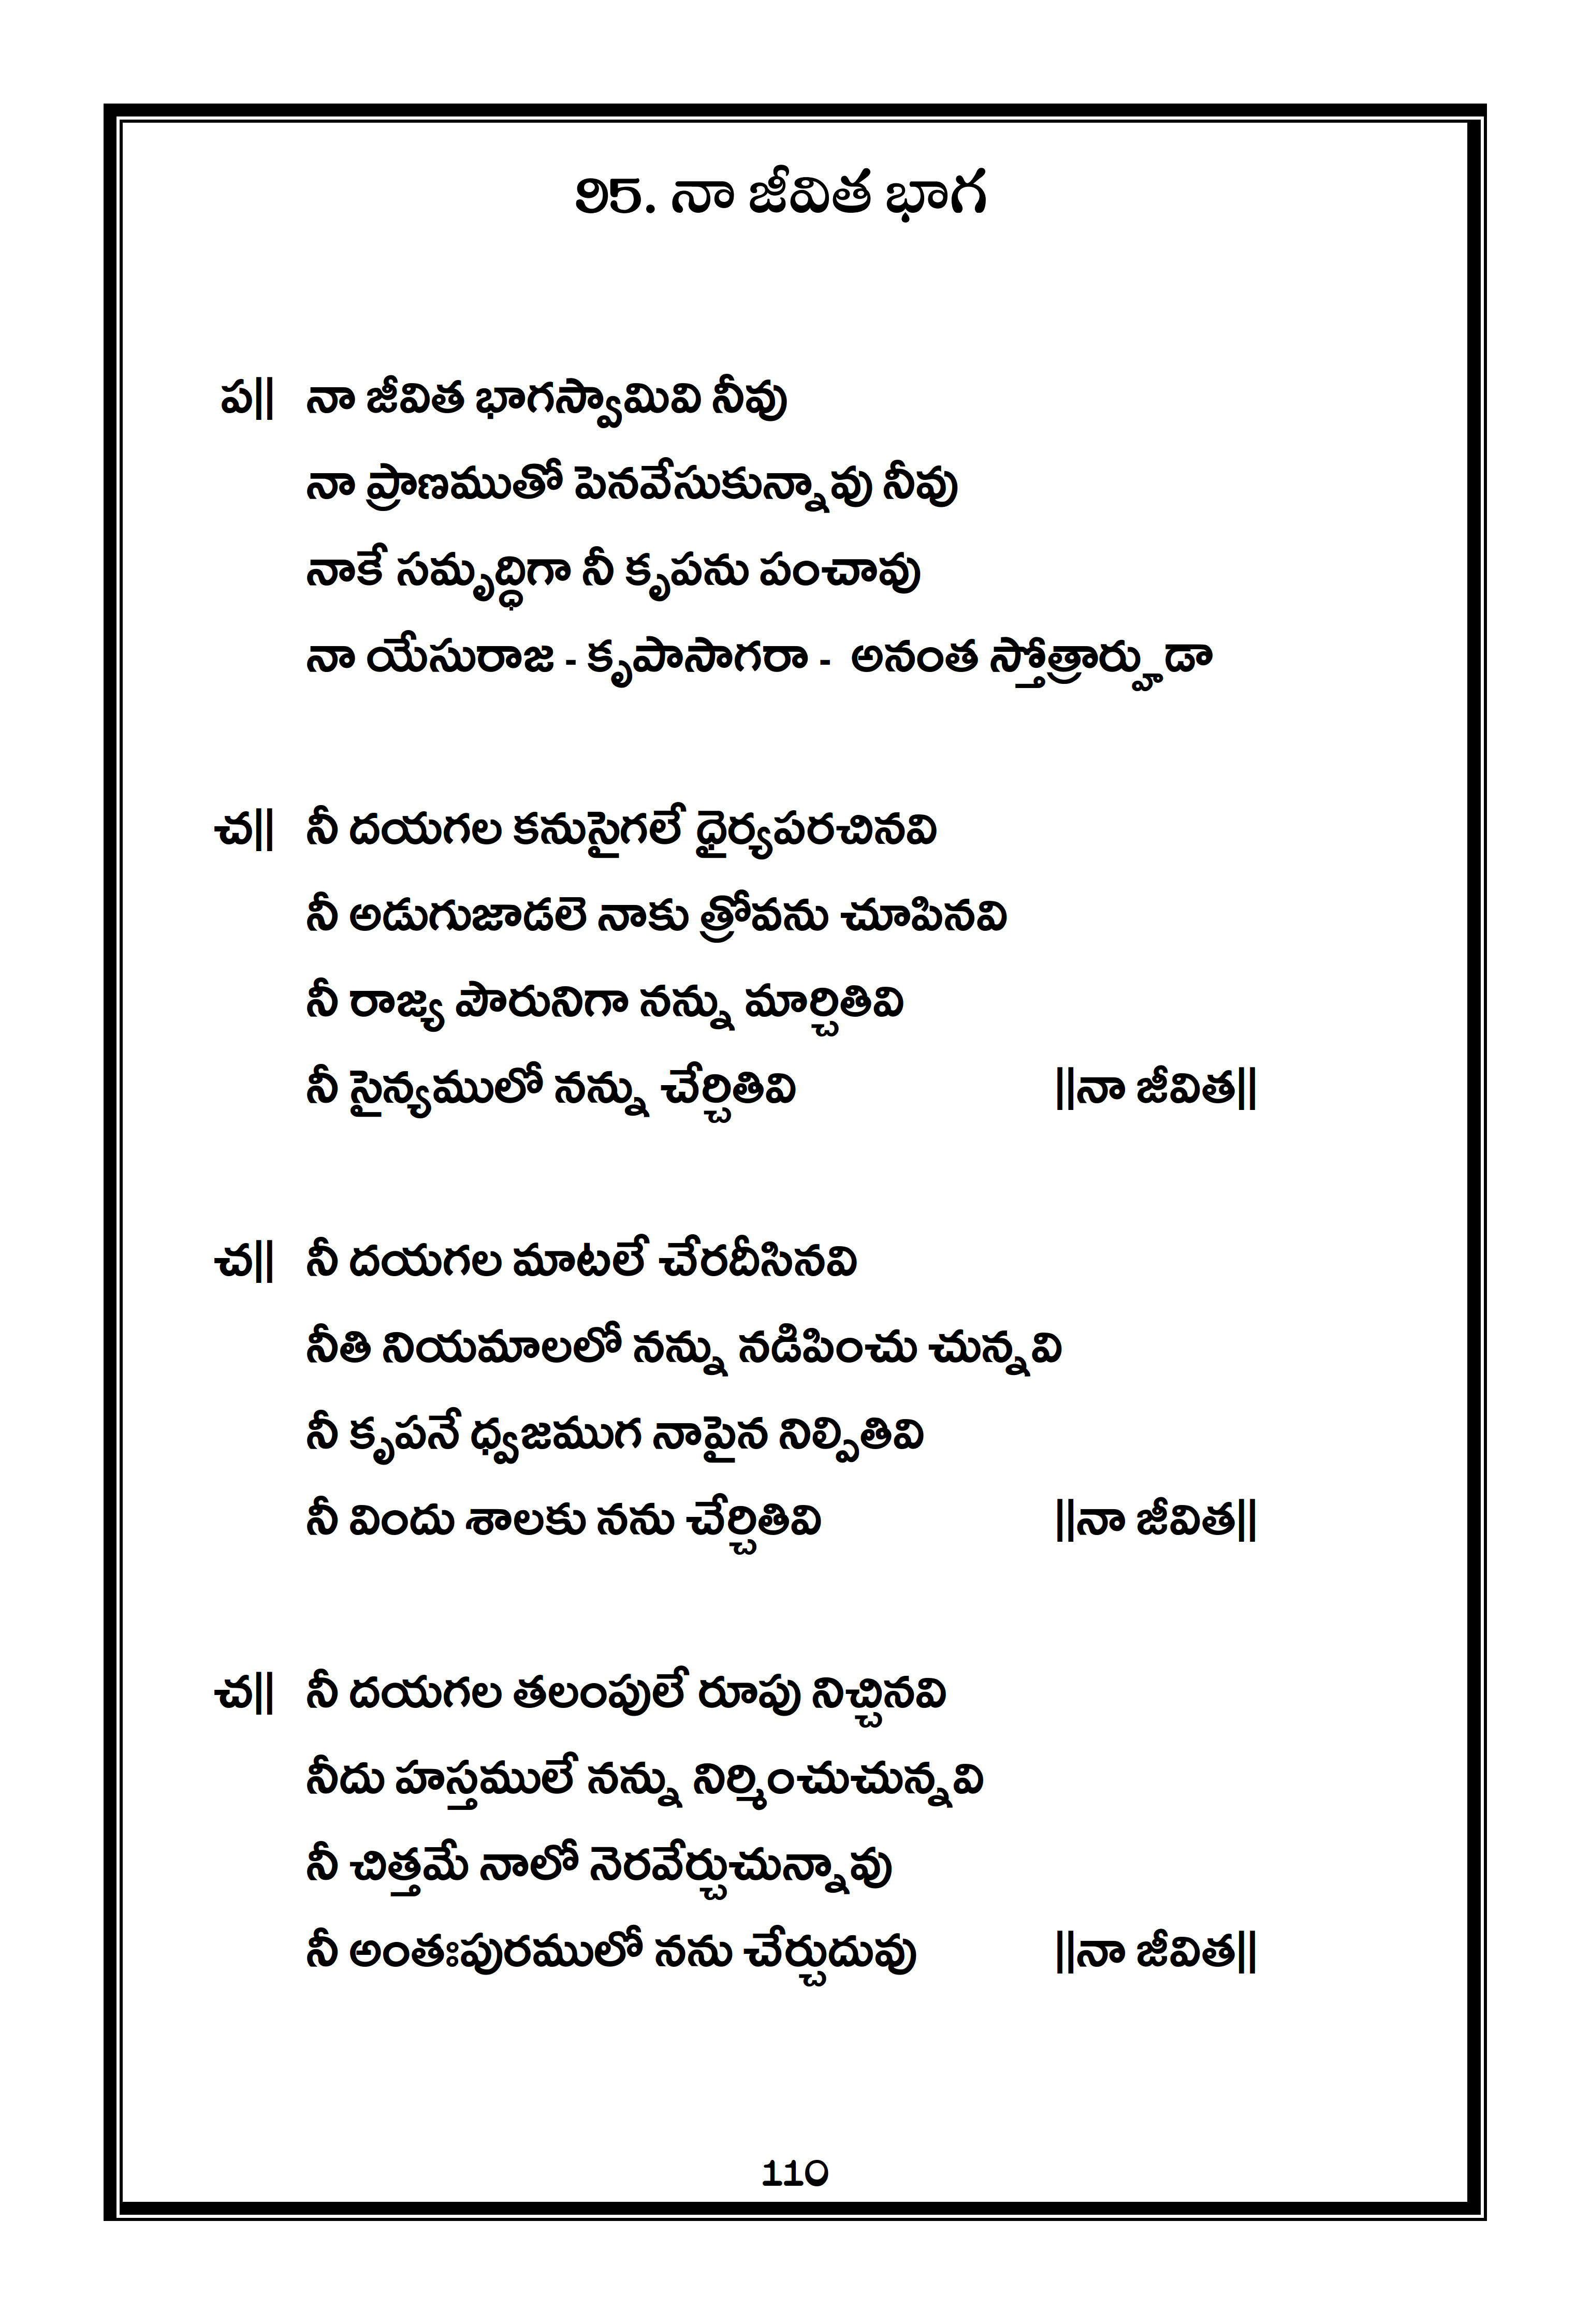 95. నా జీవిత భాగ
ప|| నా జీవిత భాగస్వామివి నీవు
నా ప్రాణముతో పెనవేసుకున్నావు నీవు
నాకే సమృద్ధిగా నీ కృపను పంచావు
నా యేసురాజ - కృపాసాగరా - అనంత స్తోత్రార్హుడా
చ|| నీ దయగల కనుసైగలే ధైర్యపరచినవి
నీ అడుగుజాడలె నాకు త్రోవను చూపినవి
నీ రాజ్య పౌరునిగా నన్ను మార్చితివి
నీ సైన్యములో నన్ను చేర్చితివి ||నా జీవిత||
చ|| నీ దయగల మాటలే చేరదీసినవి
నీతి నియమాలలో నన్ను నడిపించు చున్నవి
నీ కృపనే ధ్వజముగ నాపైన నిల్పితివి
నీ విందు శాలకు నను చేర్చితివి ||నా జీవిత||
చ|| నీ దయగల తలంపులే రూపు నిచ్చినవి
నీదు హస్తములే నన్ను నిర్మించుచున్నవి
నీ చిత్తమే నాలో నెరవేర్చుచున్నావు
నీ అంతఃపురములో నను చేర్చుదువు ||నా జీవిత||
110